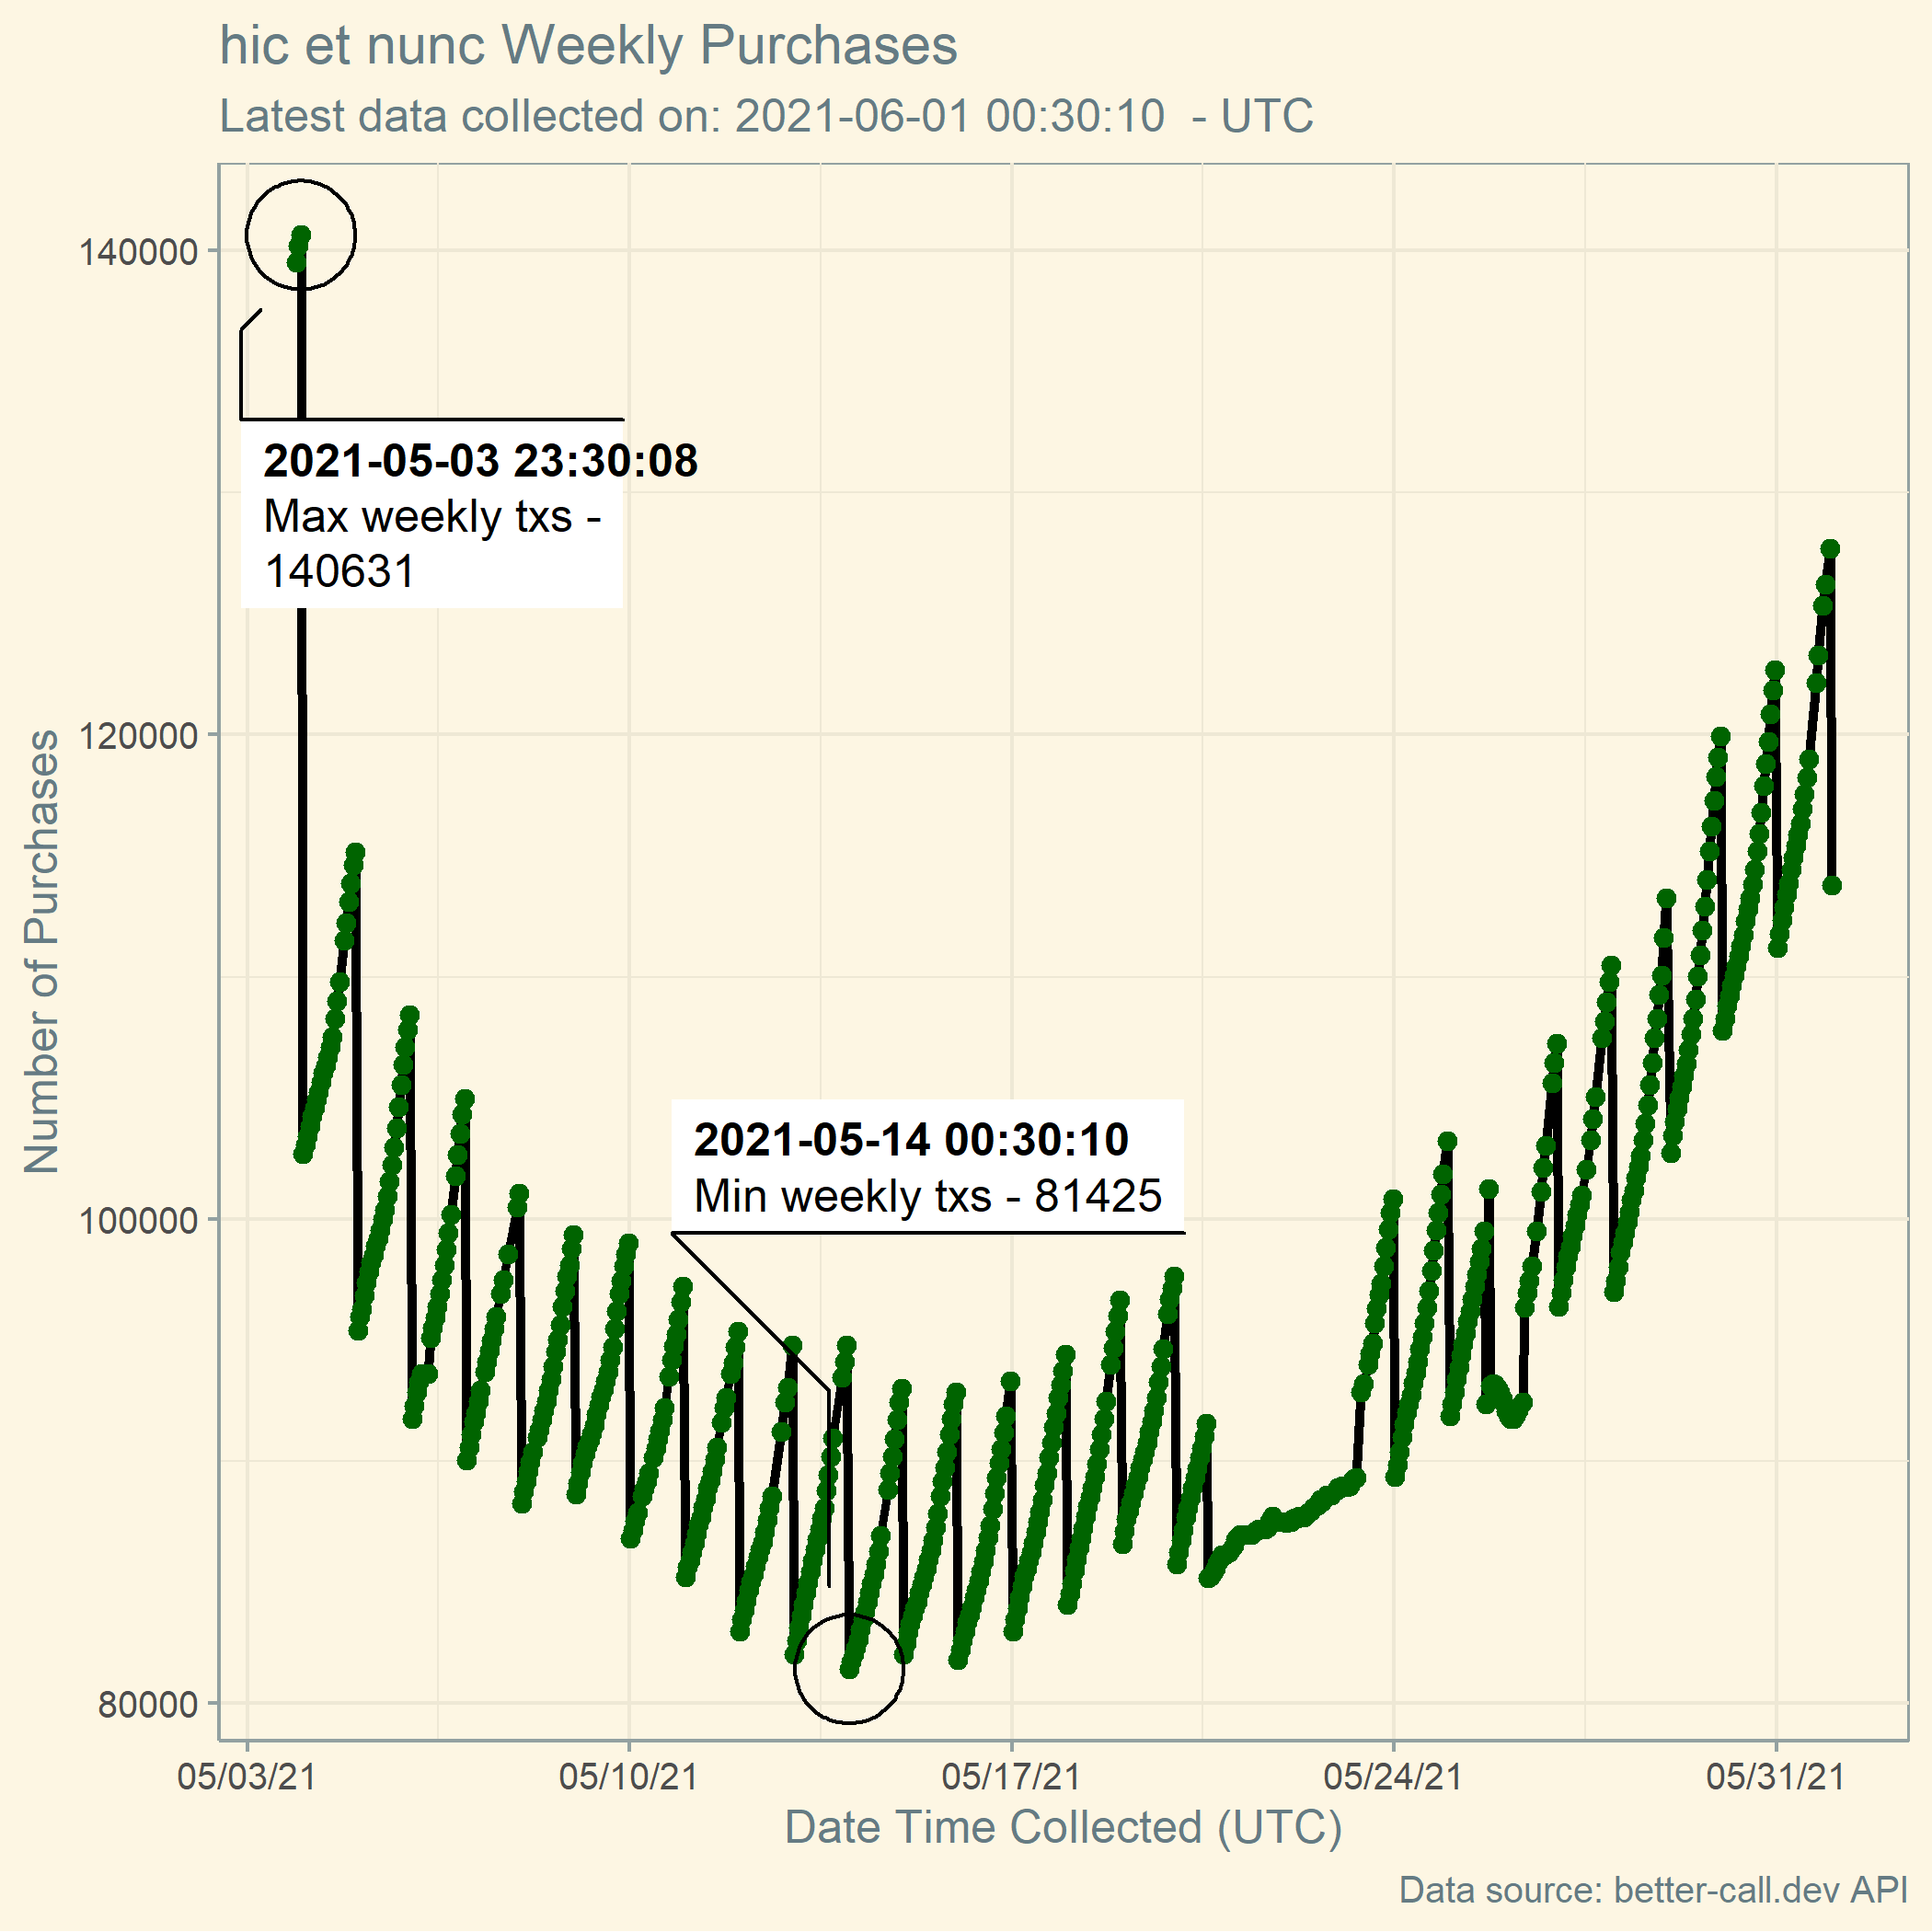 hic et nunc Weekly Purchases
Latest data collected on: 2021-06-01 00:30:10  - UTC
140000
120000
100000
80000
Number of Purchases
2021-05-03 23:30:08
Max weekly txs -
140631
2021-05-14 00:30:10
Min weekly txs - 81425
05/03/21
05/10/21
05/17/21
05/24/21
05/31/21
Date Time Collected (UTC)
Data source: better-call.dev API